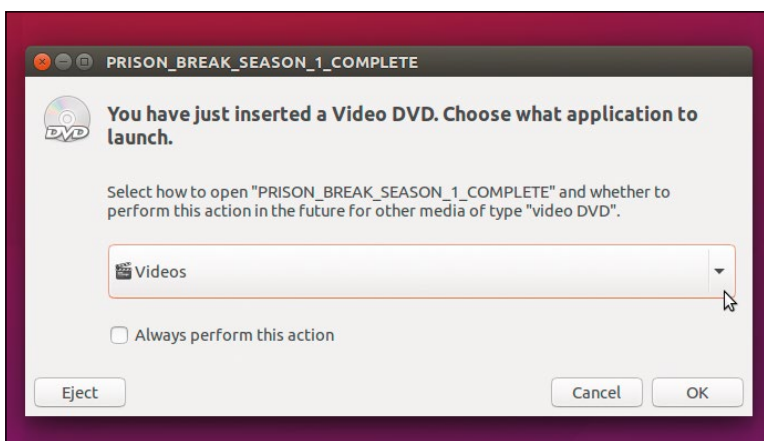 PRISON_BREAK_SEASON_1_COMPLETE
You have just inserted a Video DVD. Choose what application to
launch.
DVD
Select how to open "PRISON_BREAK_SEASON_1_COMPLETE" and whether to
perform this action in the future for other media of type "video DVD".
Videos
Always perform this action
Eject
Cancel
OK